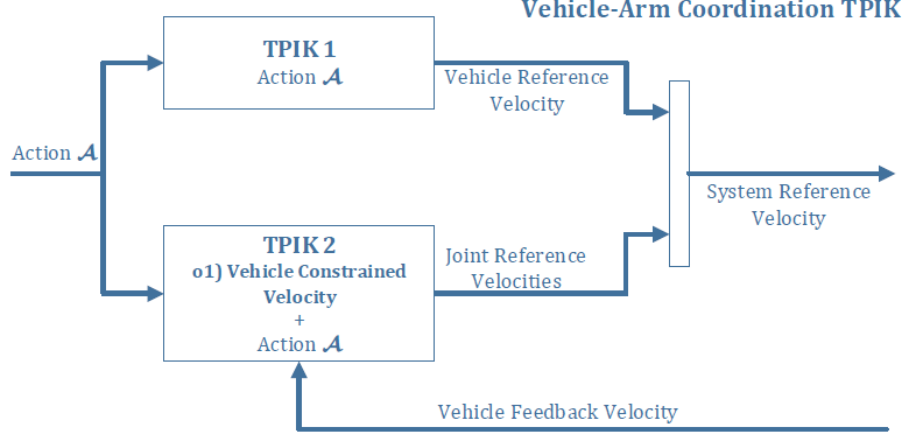 Vehicle-Arm Coordination TPIK
TPIK 1
Action 𝒜
Vehicle Reference
Velocity
Action 𝒜
System Reference
Velocity
TPIK 2
o1) Vehicle Constrained
Velocity
+
Action 𝒜
Joint Reference
Velocities
Vehicle Feedback Velocity